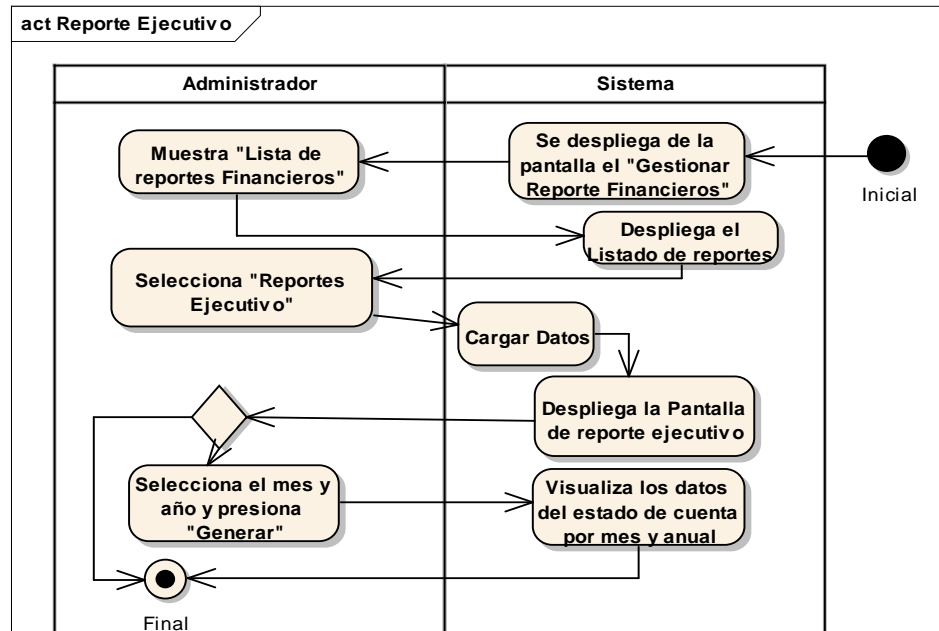 act Reporte Ejecutivo
Administrador
Sistema
Muestra "Lista de
reportes Financieros"
Se despliega de la
pantalla el "Gestionar
Reporte Financieros"
Inicial
Despliega el
Listado de reportes
Selecciona "Reportes
Ejecutivo"
Cargar Datos
Despliega la Pantalla
de reporte ejecutivo
Selecciona el mes y
año y presiona
"Generar"
Visualiza los datos
del estado de cuenta
por mes y anual
Final